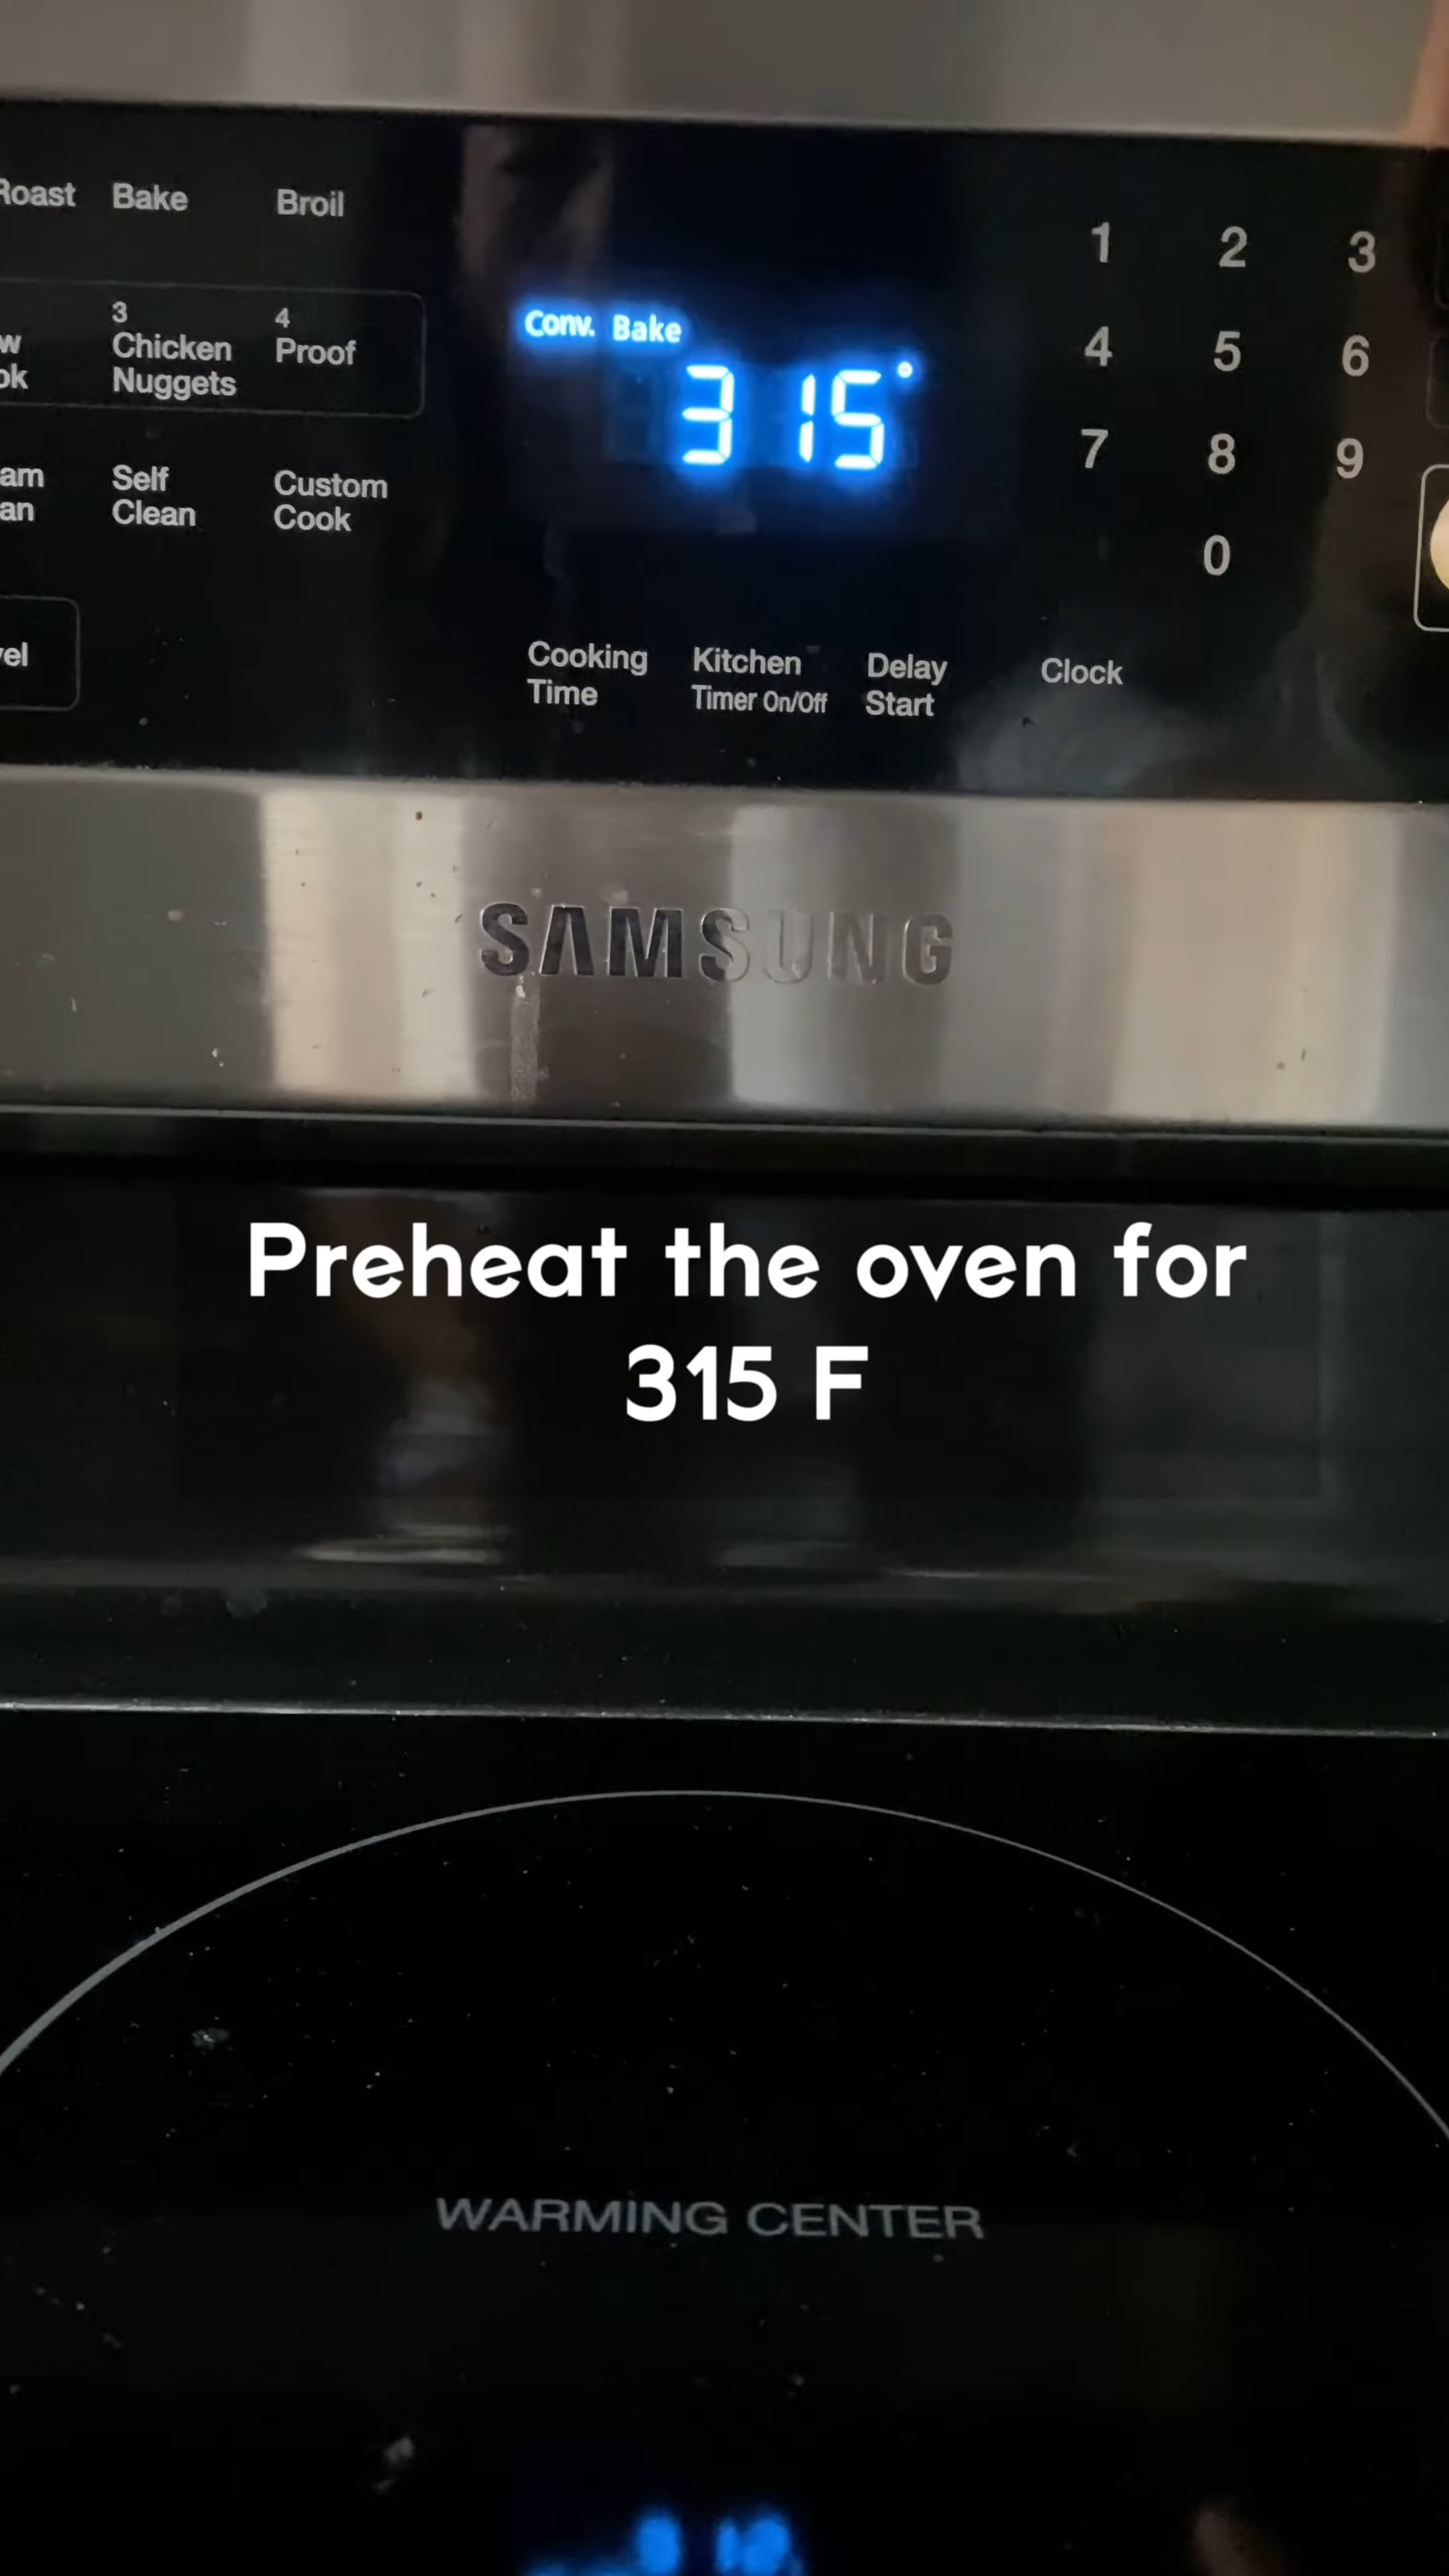 Roast Bake Broil
3 4
Chicken Proof
Nuggets
Self Custom
Clean Cook
Conv. Bake
315°
1 2 3
4 5 6
7 8 9
0
Cooking Kitchen Delay Clock
Time Timer On/Off Start
SAMSUNG
Preheat the oven for
315 F
WARMING CENTER